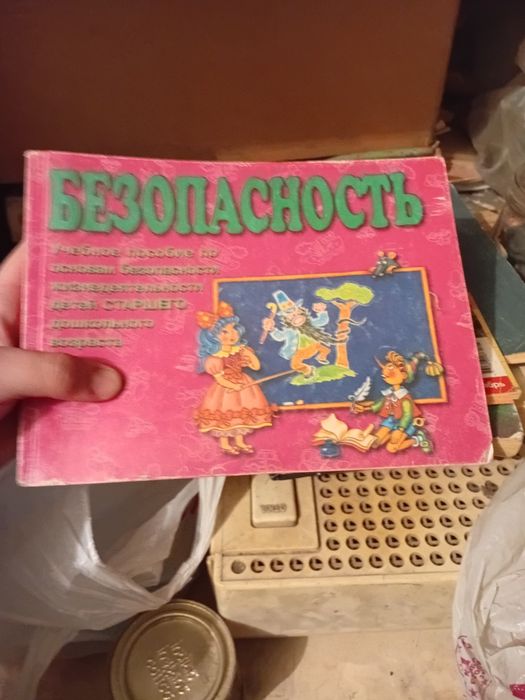 БЕЗОПАСНОСТЬ
Учебное пособие по
основам безопасности
жизнедеятельности
детей СТАРШЕГО
дошкольного
возраста